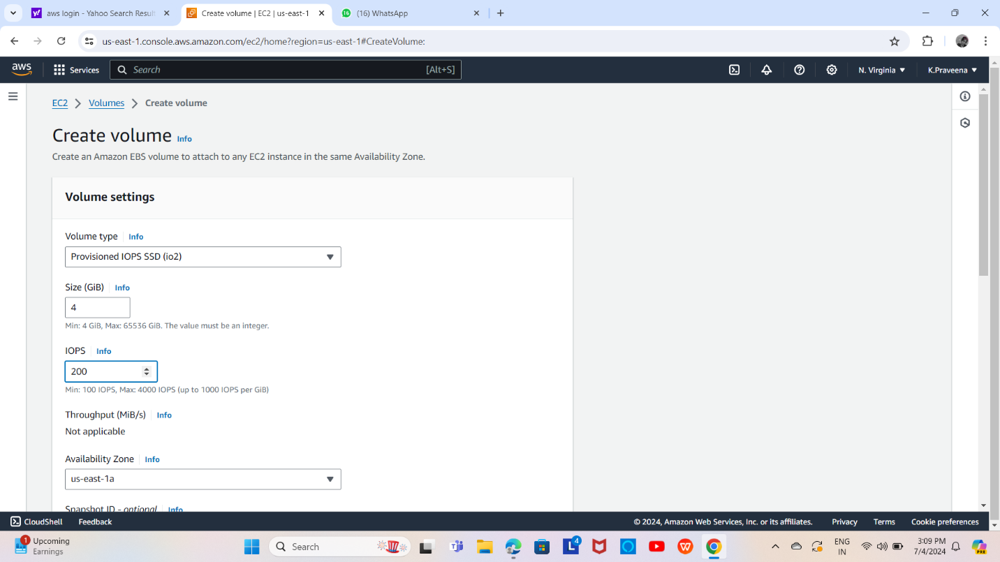 aws login - Yahoo Search Result
Create volume | EC2 | us-east-1
16
(16) WhatsApp
us-east-1.console.aws.amazon.com/ec2/home?region=us-east-1#CreateVolume:
aws
Services
Search
[Alt+S]
N. Virginia
K.Praveena
EC2
Volumes
Create volume
Create volume Info
Create an Amazon EBS volume to attach to any EC2 instance in the same Availability Zone.
Volume settings
Volume type Info
Provisioned IOPS SSD (io2)
Size (GiB) Info
4
Min: 4 GiB, Max: 65536 GiB. The value must be an integer.
IOPS Info
200
Min: 100 IOPS, Max: 4000 IOPS (up to 1000 IOPS per GiB)
Throughput (MiB/s) Info
Not applicable
Availability Zone Info
us-east-1a
Snapshot ID - optional Info
CloudShell
Feedback
© 2024, Amazon Web Services, Inc. or its affiliates.
Privacy
Terms
Cookie preferences
1
Upcoming
Earnings
Search
4
ENG
IN
3:09 PM
7/4/2024
PRE